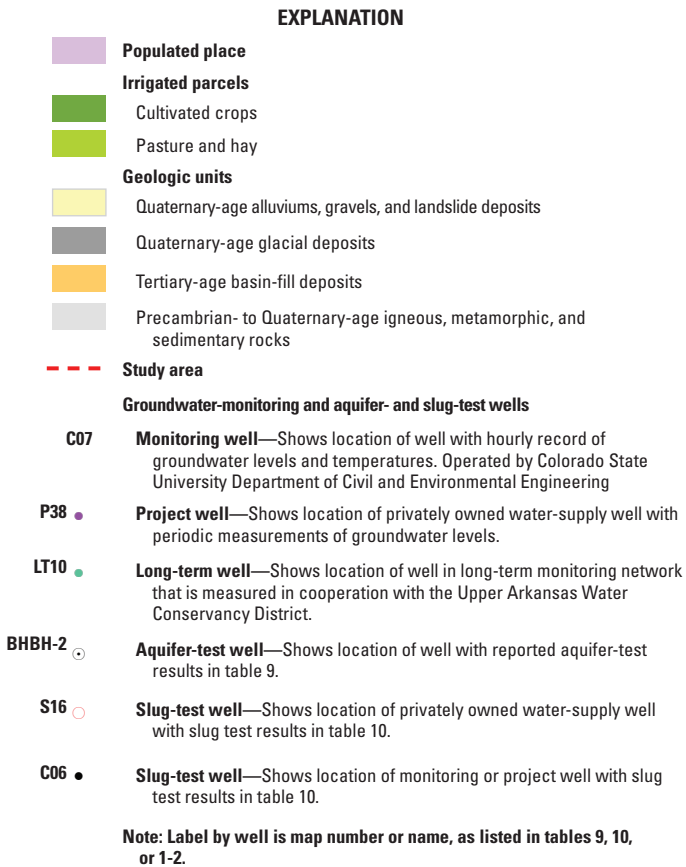 EXPLANATION
Populated place
Irrigated parcels
Cultivated crops
Pasture and hay
Geologic units
Quaternary-age alluviums, gravels, and landslide deposits
Quaternary-age glacial deposits
Tertiary-age basin-fill deposits
Precambrian- to Quaternary-age igneous, metamorphic, and
sedimentary rocks
Study area
Groundwater-monitoring and aquifer- and slug-test wells
C07 Monitoring well—Shows location of well with hourly record of
groundwater levels and temperatures. Operated by Colorado State
University Department of Civil and Environmental Engineering
P38 Project well—Shows location of privately owned water-supply well with
periodic measurements of groundwater levels.
LT10 Long-term well—Shows location of well in long-term monitoring network
that is measured in cooperation with the Upper Arkansas Water
Conservancy District.
BHBH-2 Aquifer-test well—Shows location of well with reported aquifer-test
results in table 9.
S16 Slug-test well—Shows location of privately owned water-supply well
with slug test results in table 10.
C06 Slug-test well—Shows location of monitoring or project well with slug
test results in table 10.
Note: Label by well is map number or name, as listed in tables 9, 10,
or 1-2.